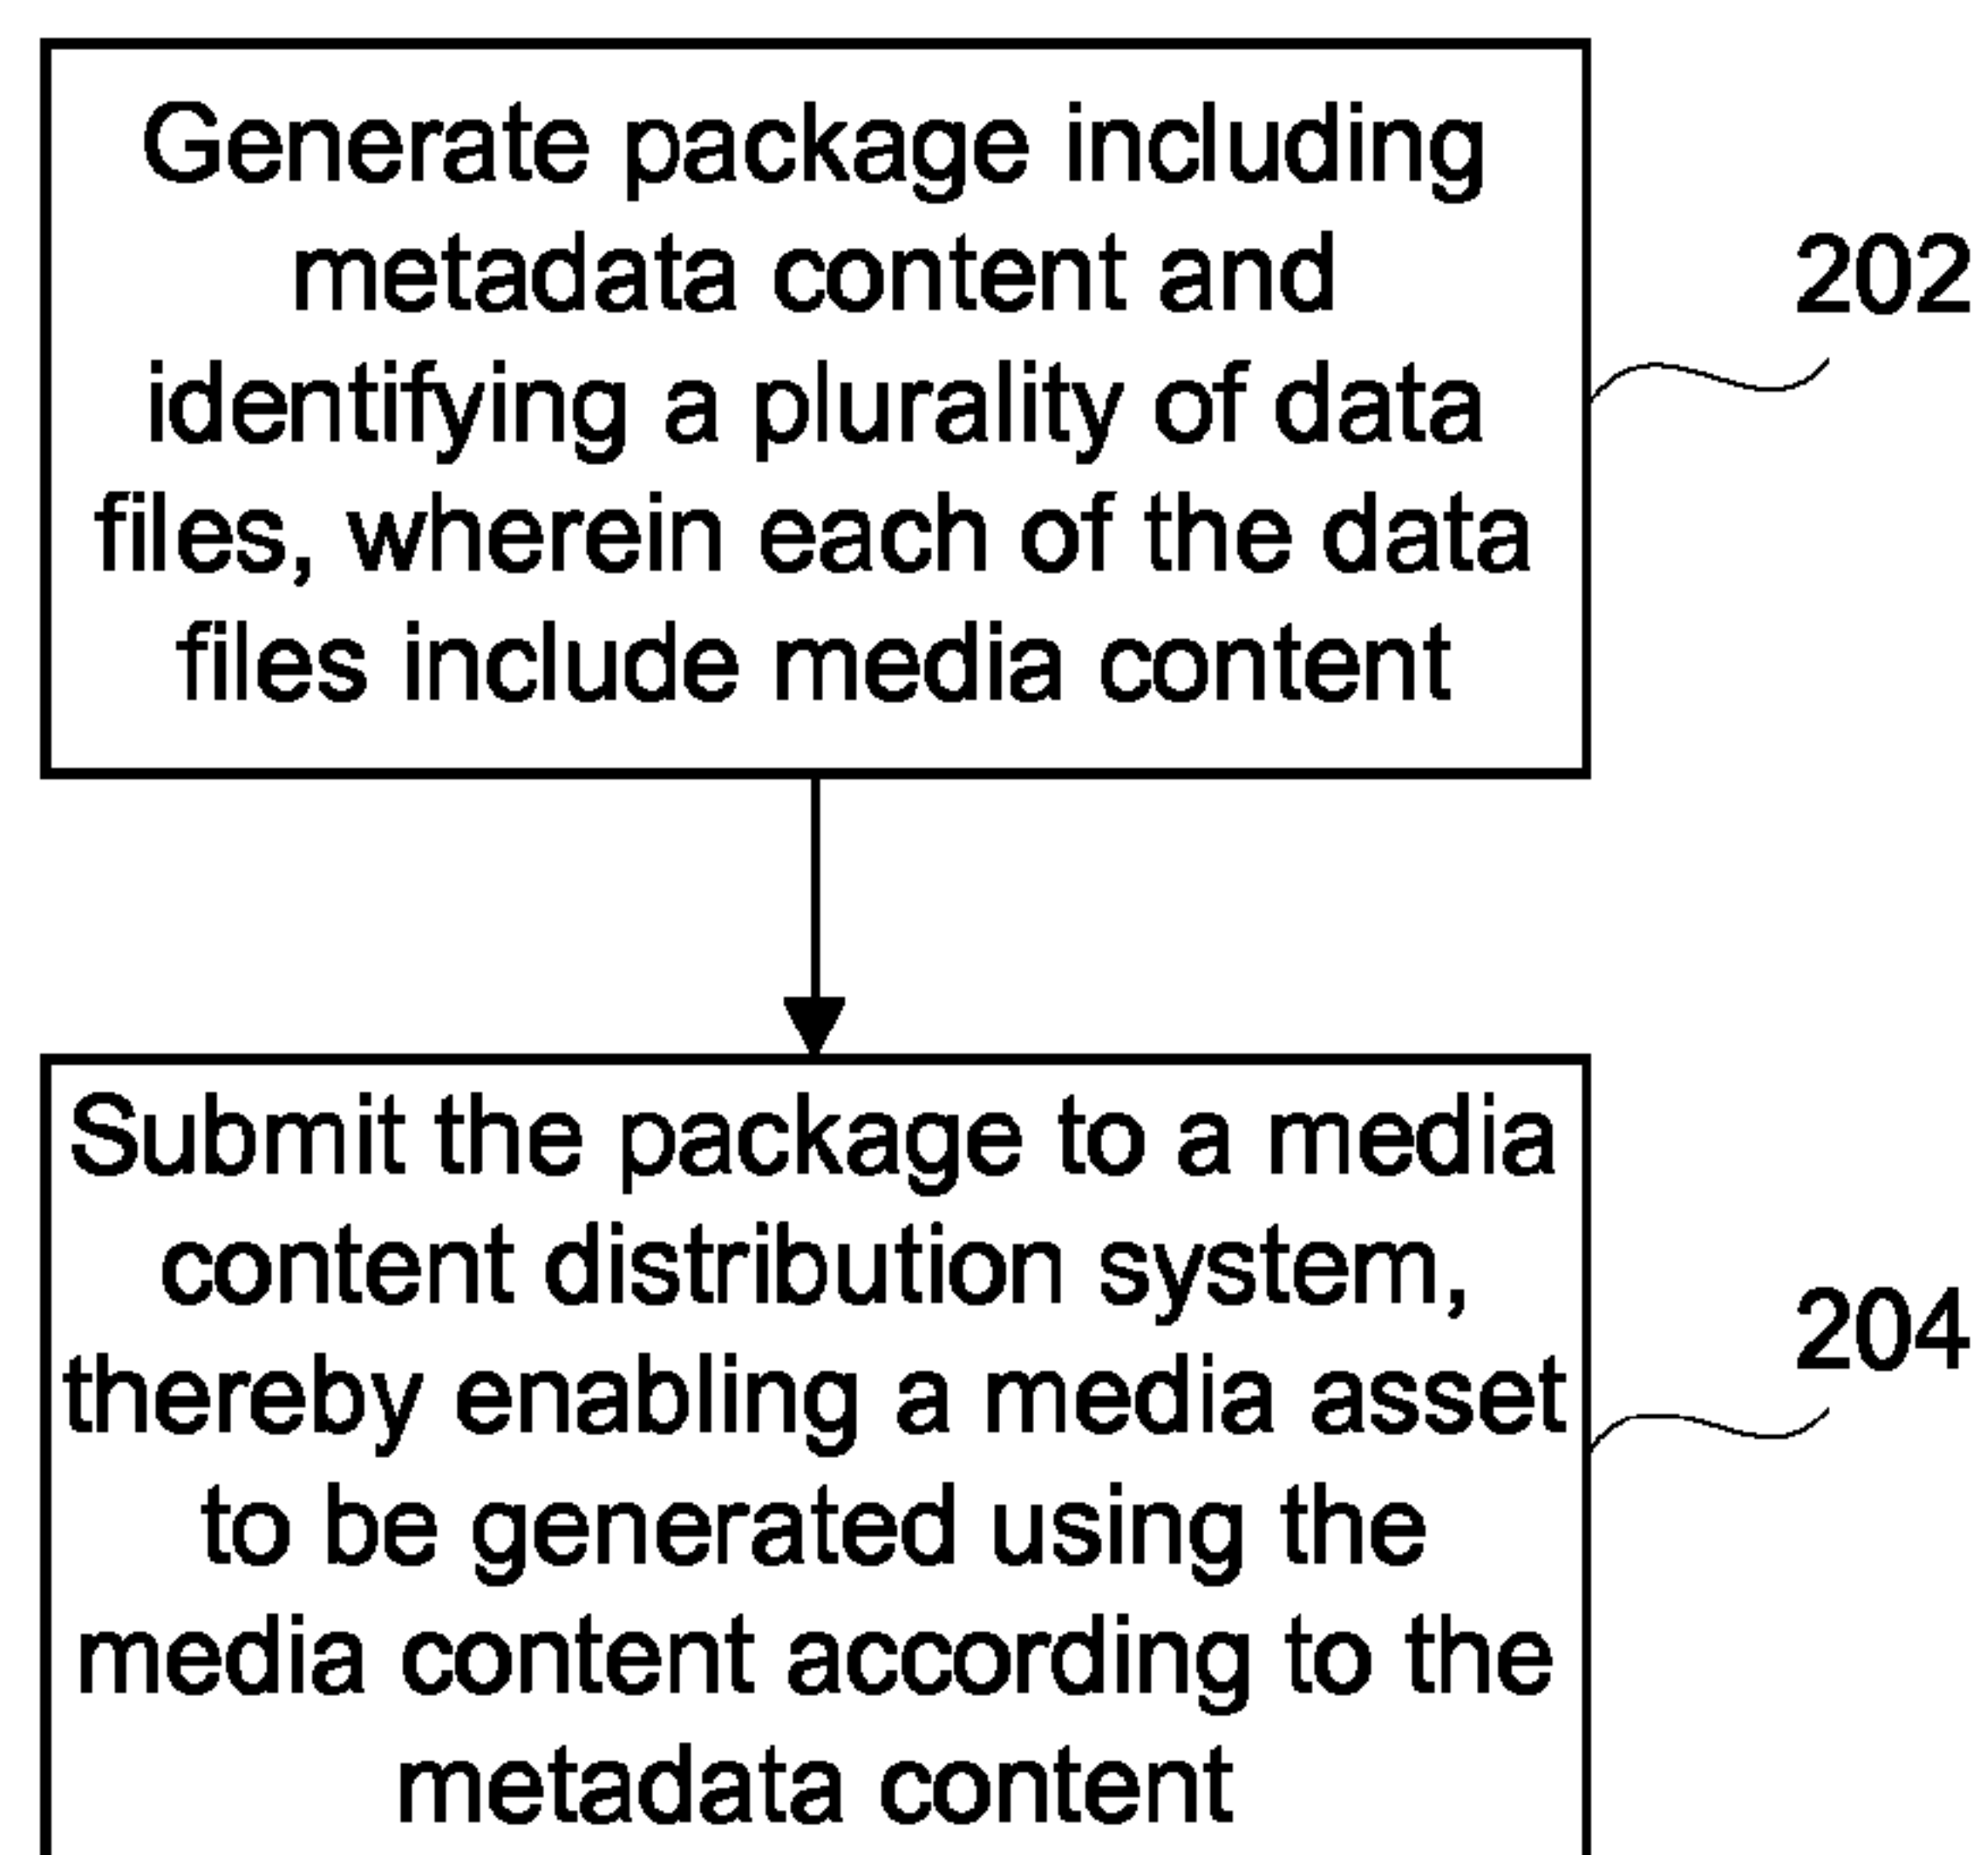 Generate package including
metadata content and
identifying a plurality of data
files, wherein each of the data
files include media content
202
Submit the package to a media
content distribution system,
thereby enabling a media asset
to be generated using the
media content according to the
metadata content
204